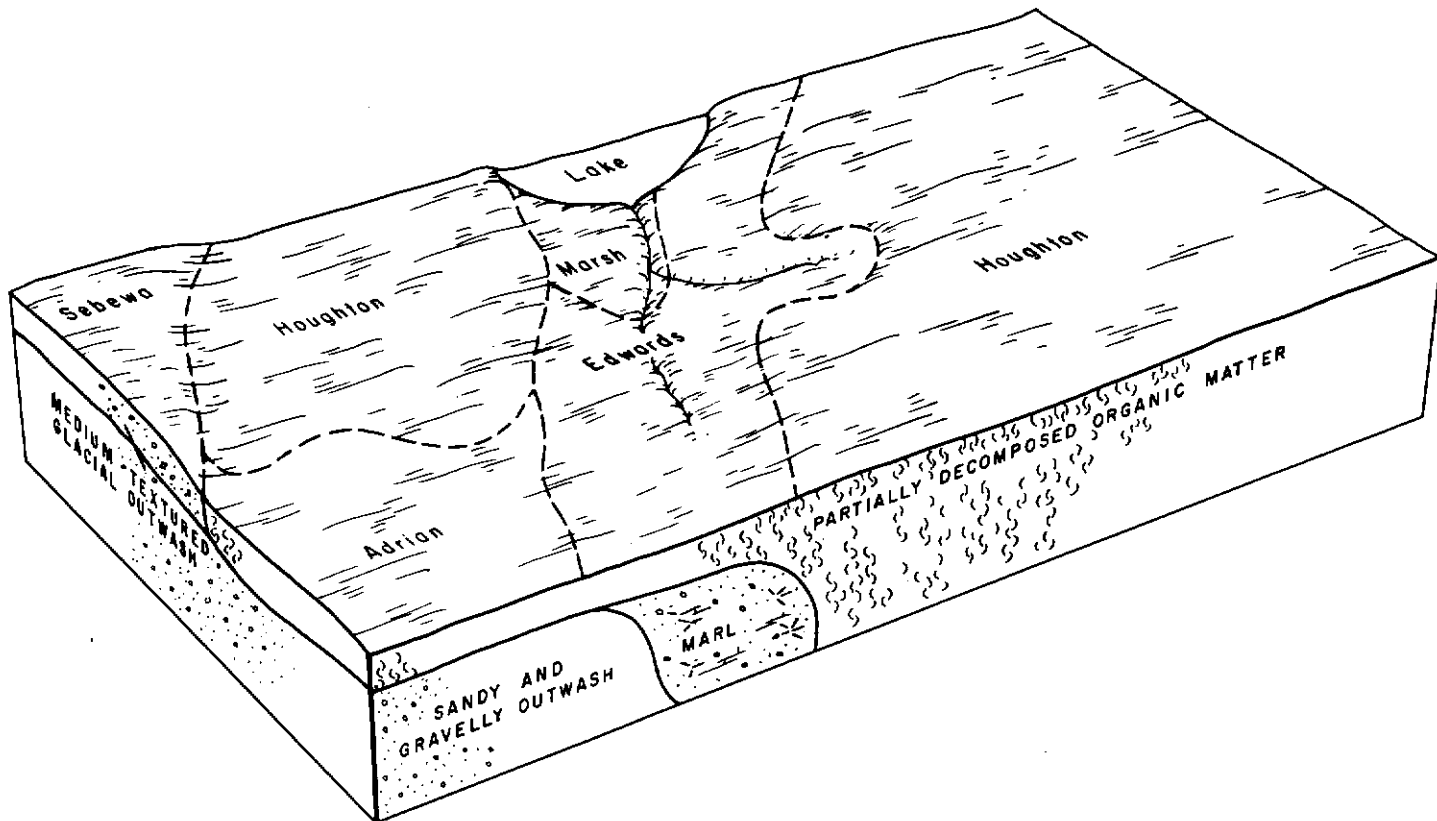 Lake
Marsh
Sebewa
Houghton
Houghton
Edwards
Adrian
MEDIUM-TEXTURED
GLACIAL OUTWASH
PARTIALLY DECOMPOSED ORGANIC MATTER
MARL
SANDY AND
GRAVELLY OUTWASH